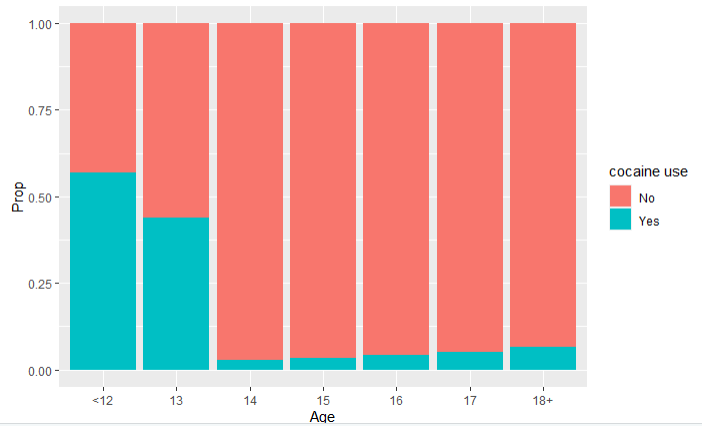 1.00
0.75
0.50
0.25
0.00
Prop
<12 13 14 15 16 17 18+
Age
cocaine use
No
Yes